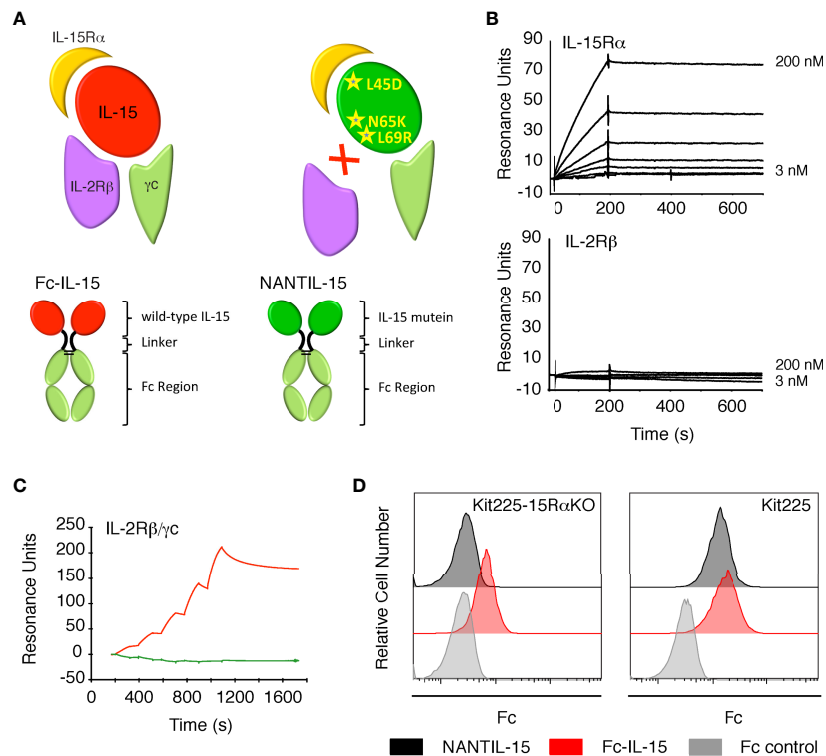 A
IL-15Rα
IL-15
IL-2Rβ
γc
L45D
N65K
L69R
Fc-IL-15
wild-type IL-15
Linker
Fc Region
NANTIL-15
IL-15 mutein
Linker
Fc Region
B
IL-15Rα
Resonance Units
90
70
50
30
10
-10
0
200
400
600
200 nM
3 nM
IL-2Rβ
Resonance Units
90
70
50
30
10
-10
0
200
400
600
200 nM
3 nM
Time (s)
C
IL-2Rβ/γc
Resonance Units
250
200
150
100
50
0
-50
0
400
800
1200
1600
Time (s)
D
Kit225-15RαKO
Kit225
Relative Cell Number
Fc
Fc
NANTIL-15
Fc-IL-15
Fc control